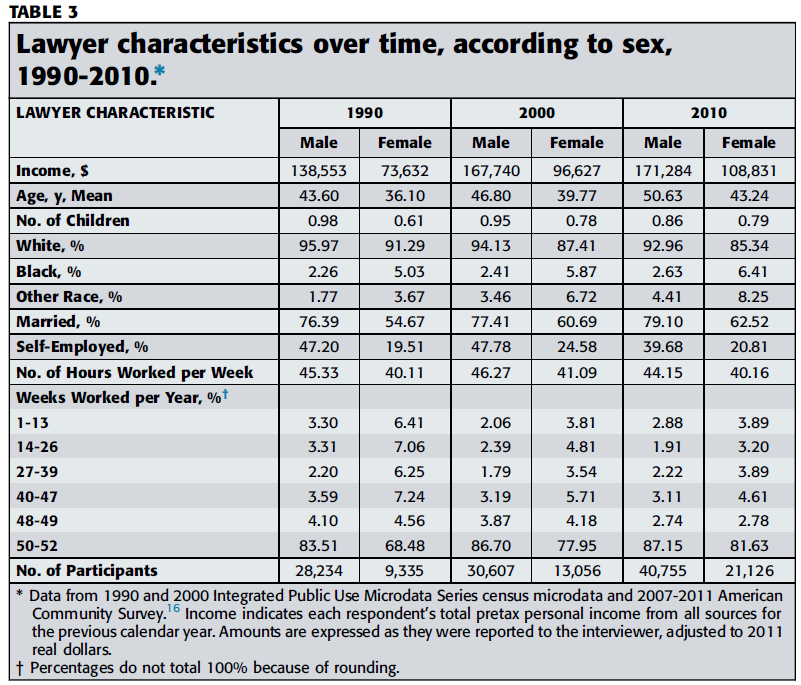 TABLE 3
Lawyer characteristics over time, according to sex,
1990-2010.*
LAWYER CHARACTERISTIC 1990 2000 2010
Male Female Male Female Male Female
Income, $ 138,553 73,632 167,740 96,627 171,284 108,831
Age, y, Mean 43.60 36.10 46.80 39.77 50.63 43.24
No. of Children 0.98 0.61 0.95 0.78 0.86 0.79
White, % 95.97 91.29 94.13 87.41 92.96 85.34
Black, % 2.26 5.03 2.41 5.87 2.63 6.41
Other Race, % 1.77 3.67 3.46 6.72 4.41 8.25
Married, % 76.39 54.67 77.41 60.69 79.10 62.52
Self-Employed, % 47.20 19.51 47.78 24.58 39.68 20.81
No. of Hours Worked per Week 45.33 40.11 46.27 41.09 44.15 40.16
Weeks Worked per Year, %†
1-13 3.30 6.41 2.06 3.81 2.88 3.89
14-26 3.31 7.06 2.39 4.81 1.91 3.20
27-39 2.20 6.25 1.79 3.54 2.22 3.89
40-47 3.59 7.24 3.19 5.71 3.11 4.61
48-49 4.10 4.56 3.87 4.18 2.74 2.78
50-52 83.51 68.48 86.70 77.95 87.15 81.63
No. of Participants 28,234 9,335 30,607 13,056 40,755 21,126
* Data from 1990 and 2000 Integrated Public Use Microdata Series census microdata and 2007-2011 American
Community Survey.16 Income indicates each respondent's total pretax personal income from all sources for
the previous calendar year. Amounts are expressed as they were reported to the interviewer, adjusted to 2011
real dollars.
† Percentages do not total 100% because of rounding.